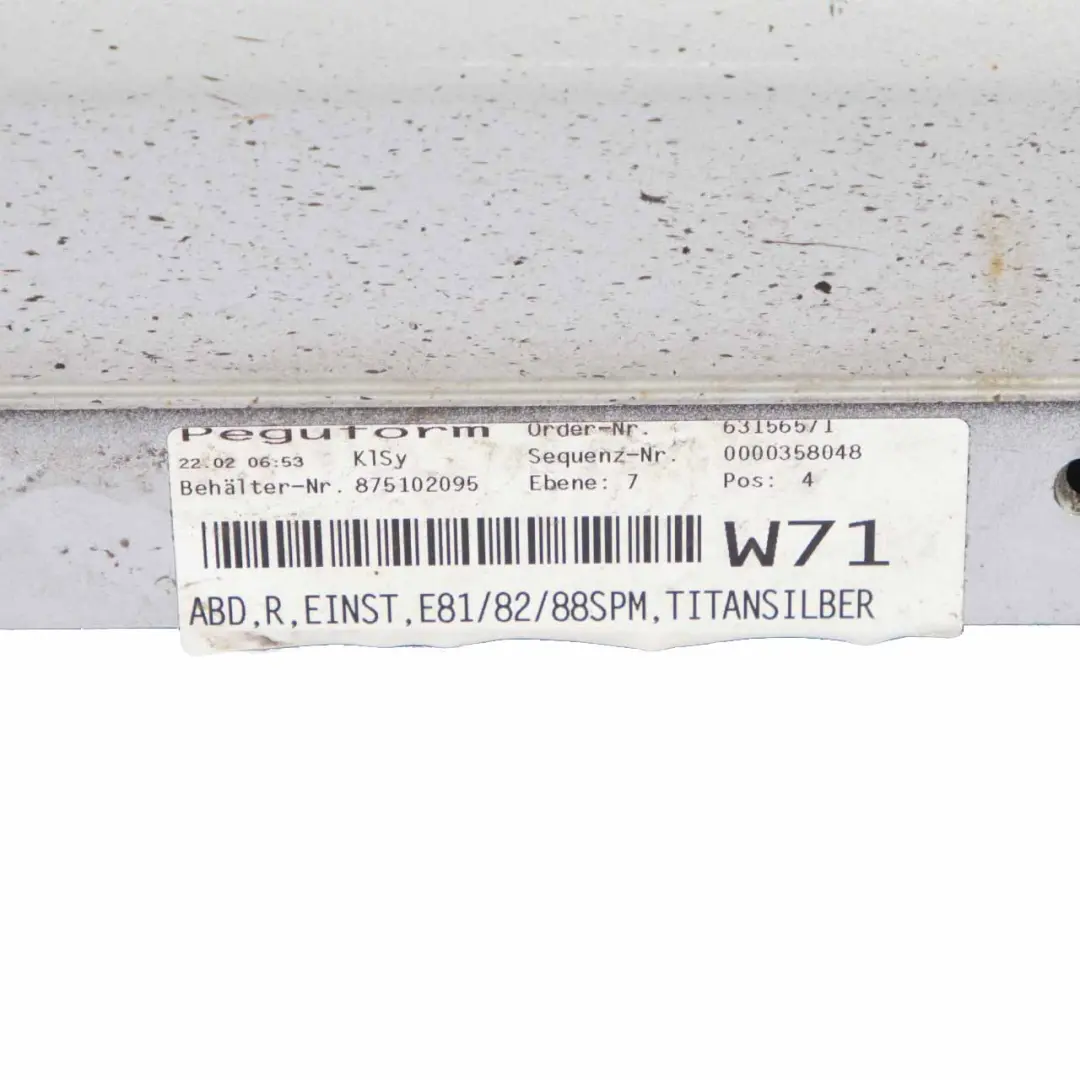 Peguform Order-Nr. 63156571
22.02 06:53 KlSy Sequenz-Nr. 0000358048
Behälter-Nr. 875102095 Ebene: 7 Pos: 4
W71
ABD,R,EINST,E81/82/88SPM,TITANSILBER